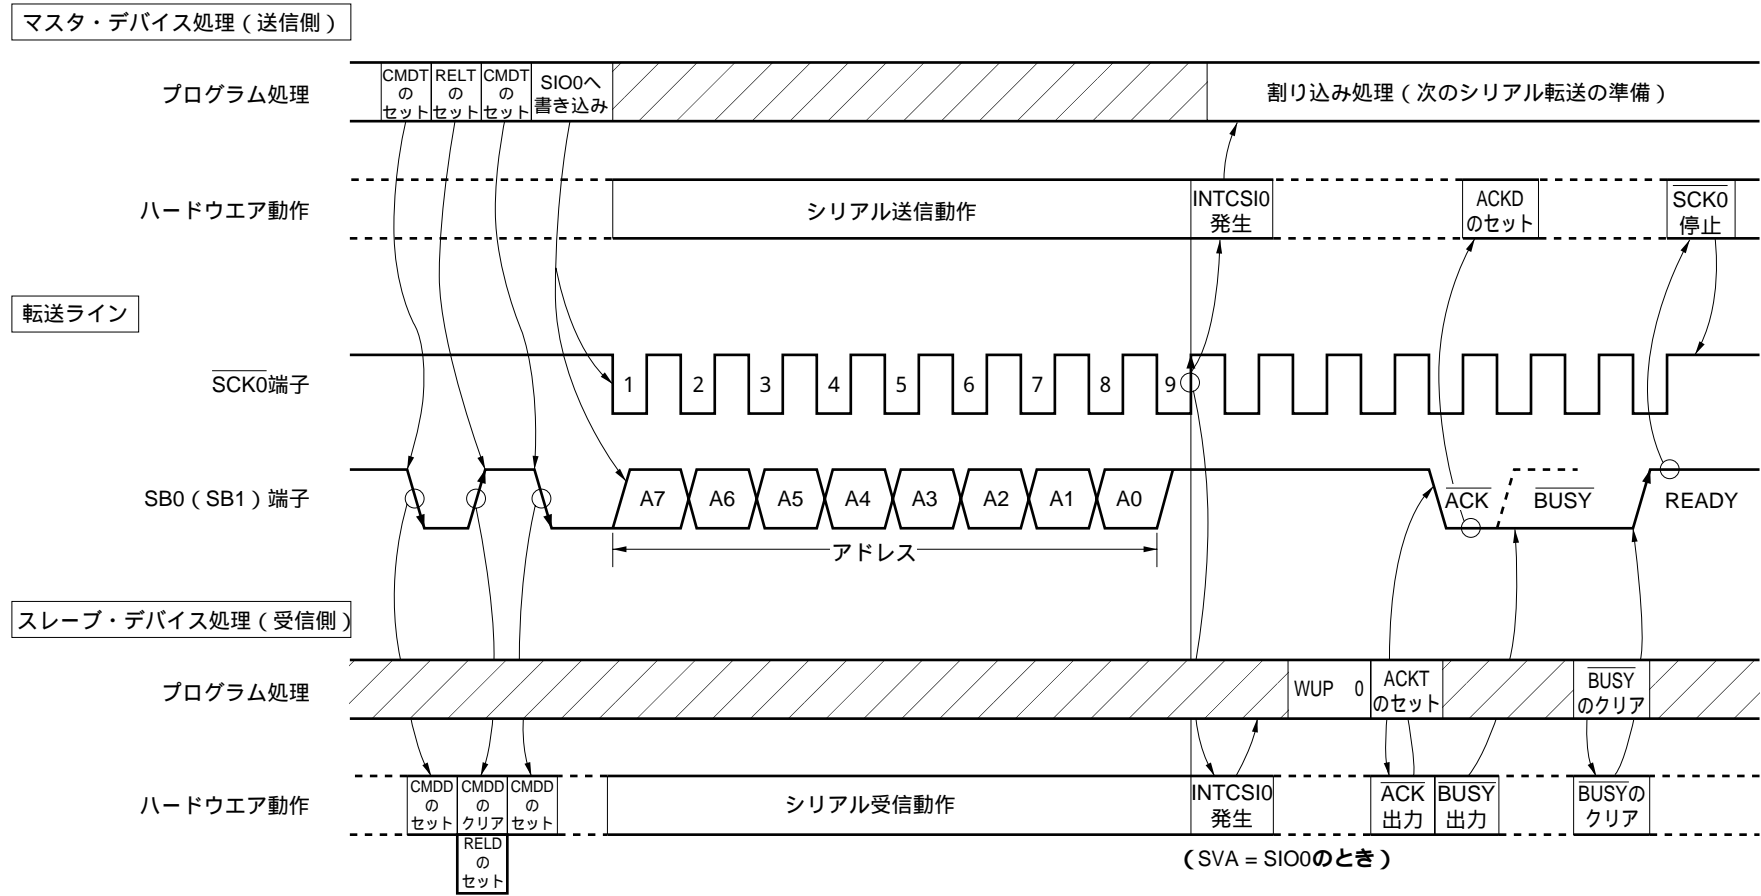 マスタ・デバイス処理（送信側）
プログラム処理
CMDT
の
セット
RELT
の
セット
CMDT
の
セット
SIO0へ
書き込み
割り込み処理（次のシリアル転送の準備）
ハードウエア動作
シリアル送信動作
INTCSI0
発生
ACKD
のセット
SCK0
停止
転送ライン
SCK0端子
1 2 3 4 5 6 7 8 9
SB0（SB1）端子
A7 A6 A5 A4 A3 A2 A1 A0
ACK
BUSY
READY
アドレス
スレーブ・デバイス処理（受信側）
プログラム処理
WUP 0
ACKT
のセット
BUSY
のクリア
ハードウエア動作
CMDD
の
セット
CMDD
の
クリア
CMDD
の
セット
RELD
の
セット
シリアル受信動作
INTCSI0
発生
ACK
出力
BUSY
出力
BUSYの
クリア
（SVA = SIO0のとき）